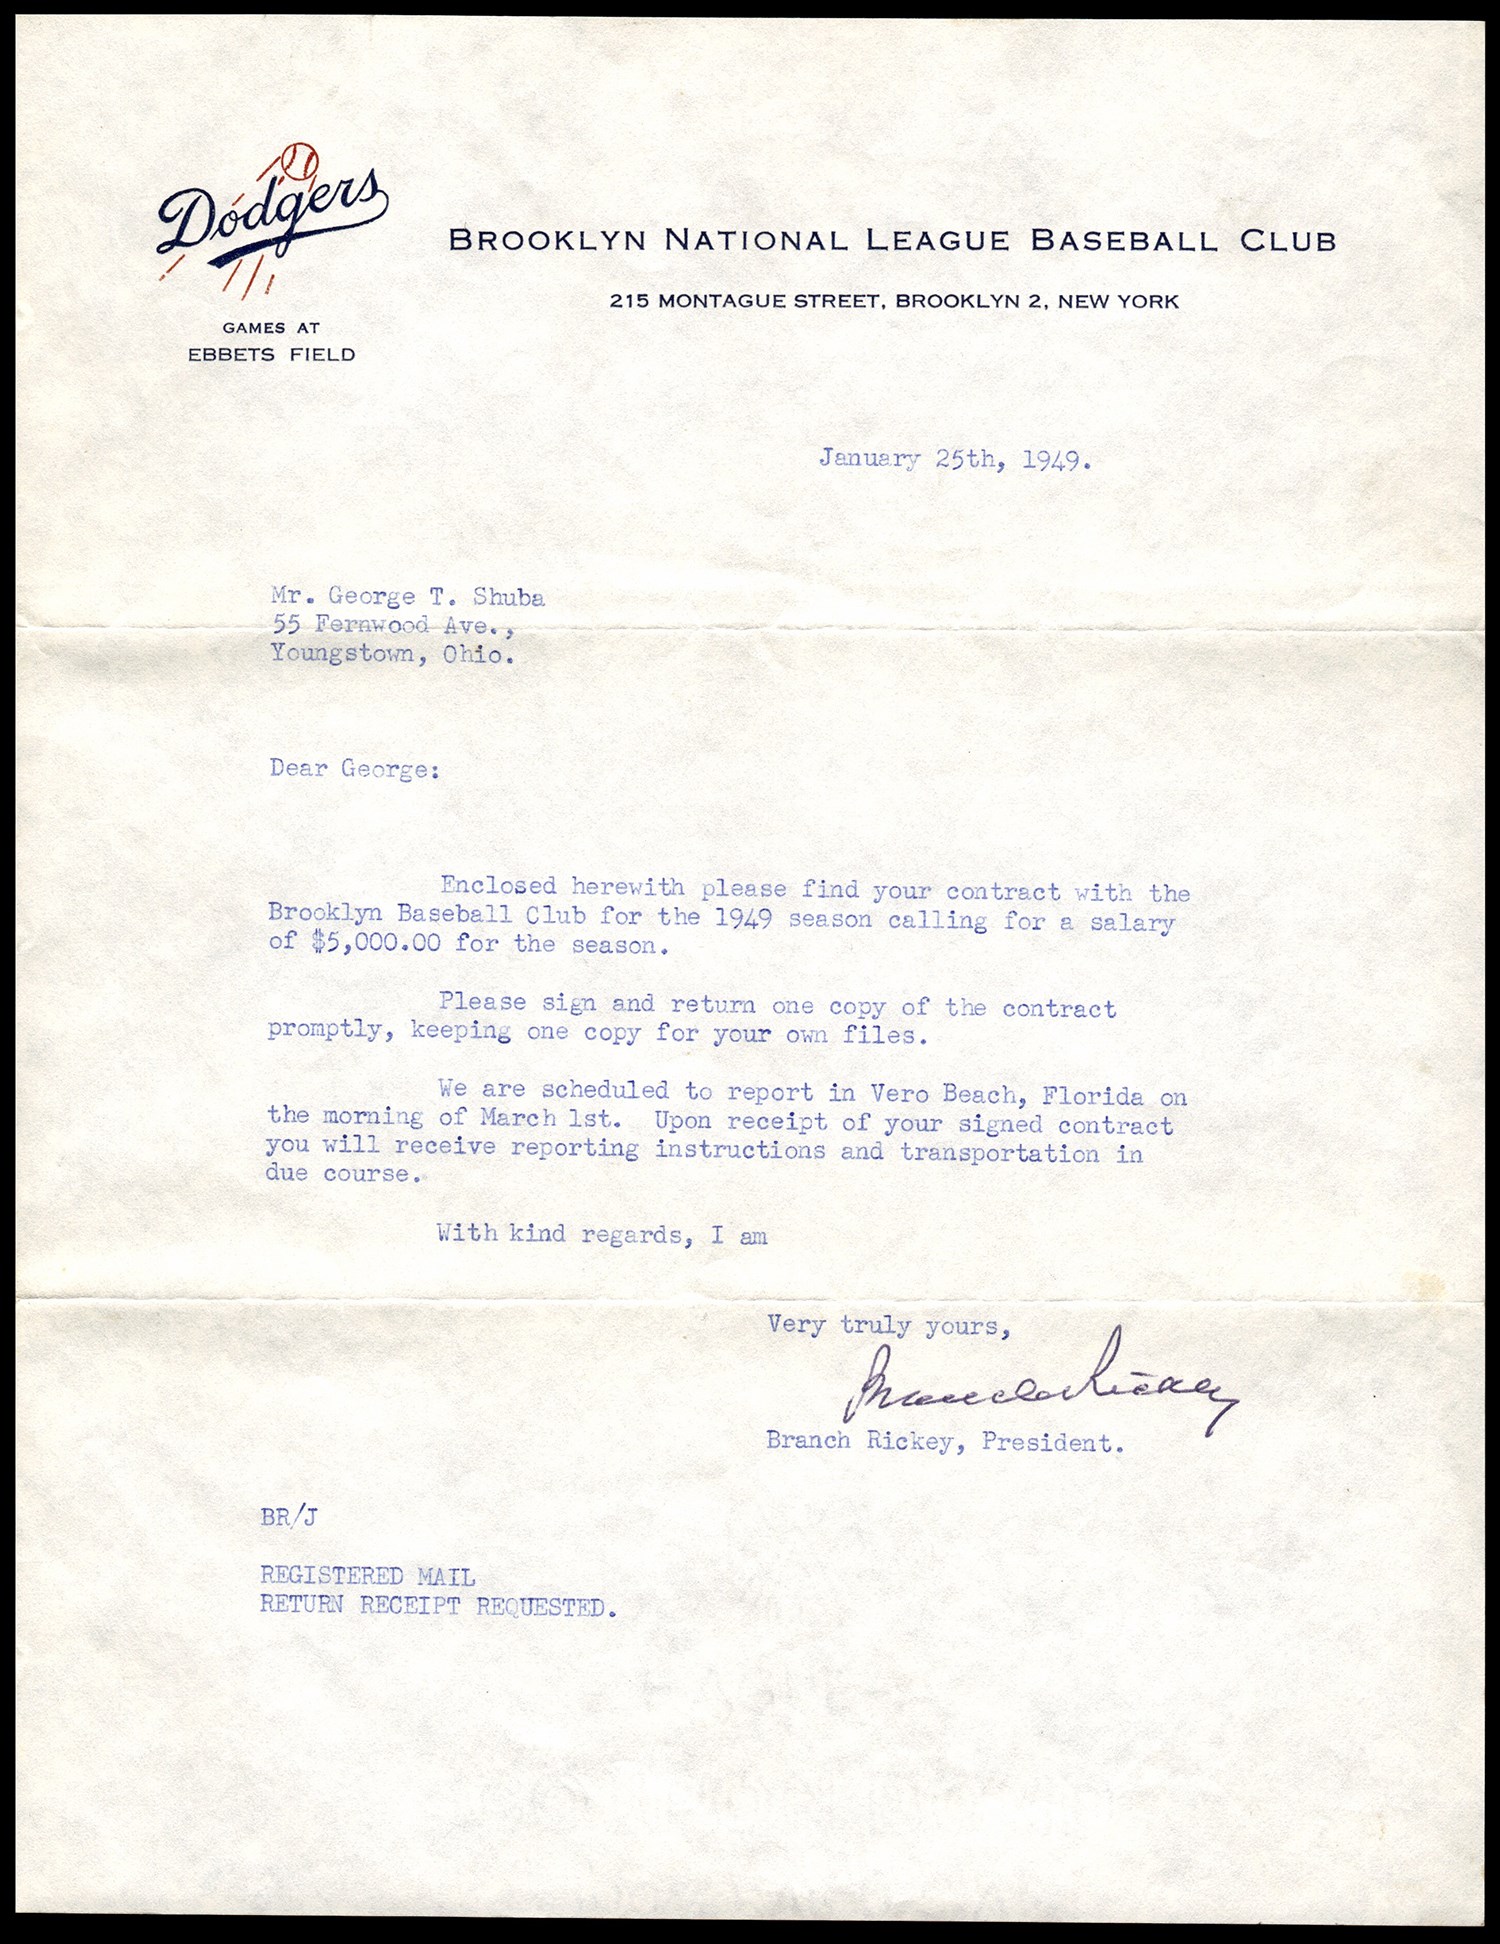 Dodgers
GAMES AT
EBBETS FIELD
BROOKLYN NATIONAL LEAGUE BASEBALL CLUB
215 MONTAGUE STREET, BROOKLYN 2, NEW YORK
January 25th, 1949.
Mr. George T. Shuba
55 Fernwood Ave.,
Youngstown, Ohio.
Dear George:
Enclosed herewith please find your contract with the
Brooklyn Baseball Club for the 1949 season calling for a salary
of $5,000.00 for the season.
Please sign and return one copy of the contract
promptly, keeping one copy for your own files.
We are scheduled to report in Vero Beach, Florida on
the morning of March 1st. Upon receipt of your signed contract
you will receive reporting instructions and transportation in
due course.
With kind regards, I am
Very truly yours,
Branch Rickey
Branch Rickey, President.
BR/J
REGISTERED MAIL
RETURN RECEIPT REQUESTED.